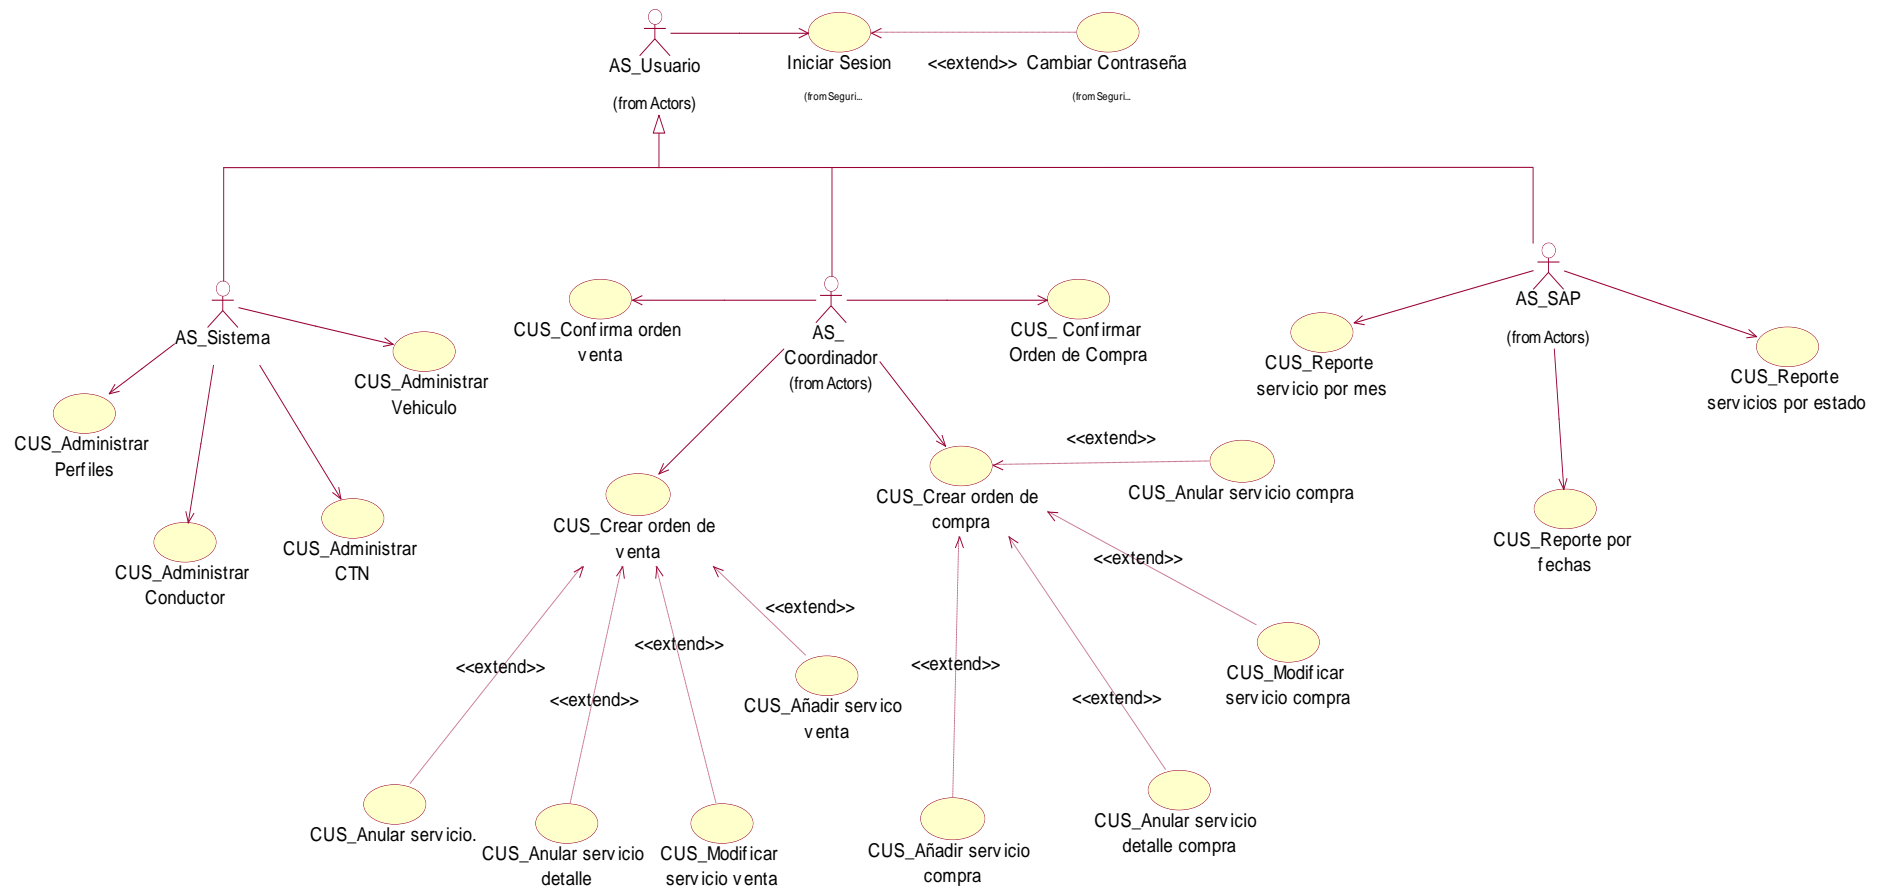 AS_Usuario
(from Actors)
Iniciar Sesion
(from Seguri...
<<extend>>
Cambiar Contraseña
(from Seguri...
AS_Sistema
CUS_Administrar
Vehiculo
CUS_Administrar
Perfiles
CUS_Administrar
Conductor
CUS_Administrar
CTN
CUS_Confirma orden
venta
AS_
Coordinador
(from Actors)
CUS_ Confirmar
Orden de Compra
AS_SAP
(from Actors)
CUS_Reporte
servicio por mes
CUS_Reporte
servicios por estado
CUS_Reporte por
fechas
CUS_Crear orden de
venta
CUS_Crear orden de
compra
<<extend>>
CUS_Anular servicio compra
<<extend>>
CUS_Modificar
servicio compra
<<extend>>
<<extend>>
<<extend>>
<<extend>>
<<extend>>
<<extend>>
CUS_Añadir servico
venta
CUS_Anular servicio.
CUS_Anular servicio
detalle
CUS_Modificar
servicio venta
CUS_Añadir servicio
compra
CUS_Anular servicio
detalle compra